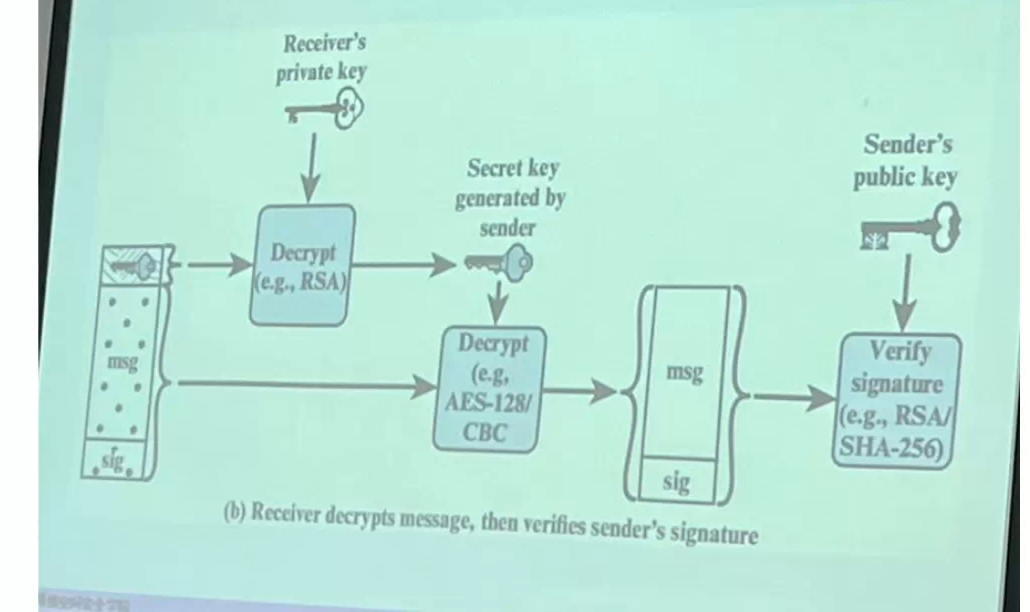 Receiver's
private key
Secret key
generated by
sender
Sender's
public key
Decrypt
(e.g., RSA)
msg
sig
Decrypt
(e.g,
AES-128/
CBC
msg
sig
Verify
signature
(e.g., RSA/
SHA-256)
(b) Receiver decrypts message, then verifies sender's signature